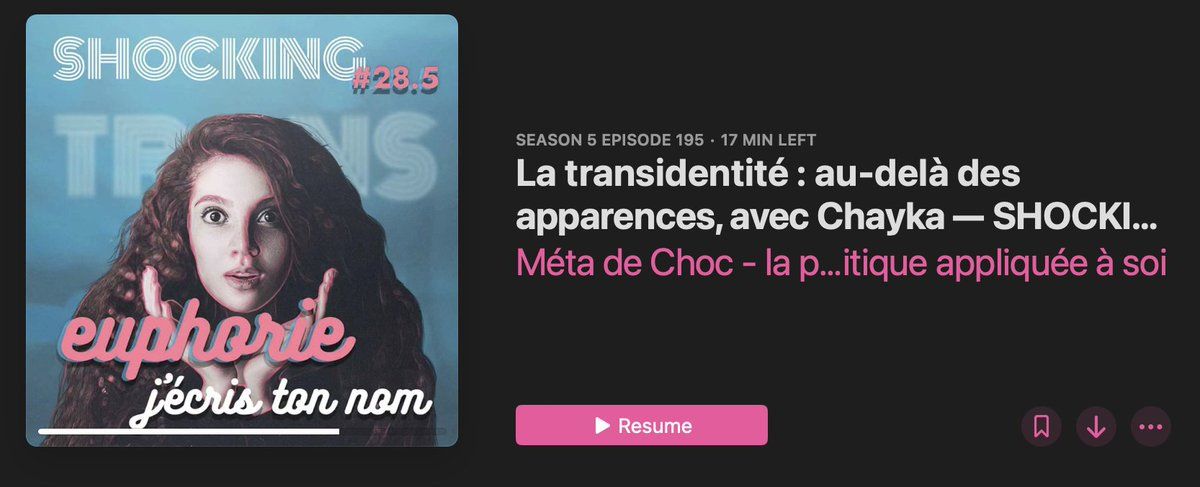 SHOCKING
#28.5
TRANS
euphorie
j'écris ton nom
SEASON 5 EPISODE 195 · 17 MIN LEFT
La transidentité : au-delà des
apparences, avec Chayka — SHOCKI...
Méta de Choc - la p...itique appliquée à soi
Resume